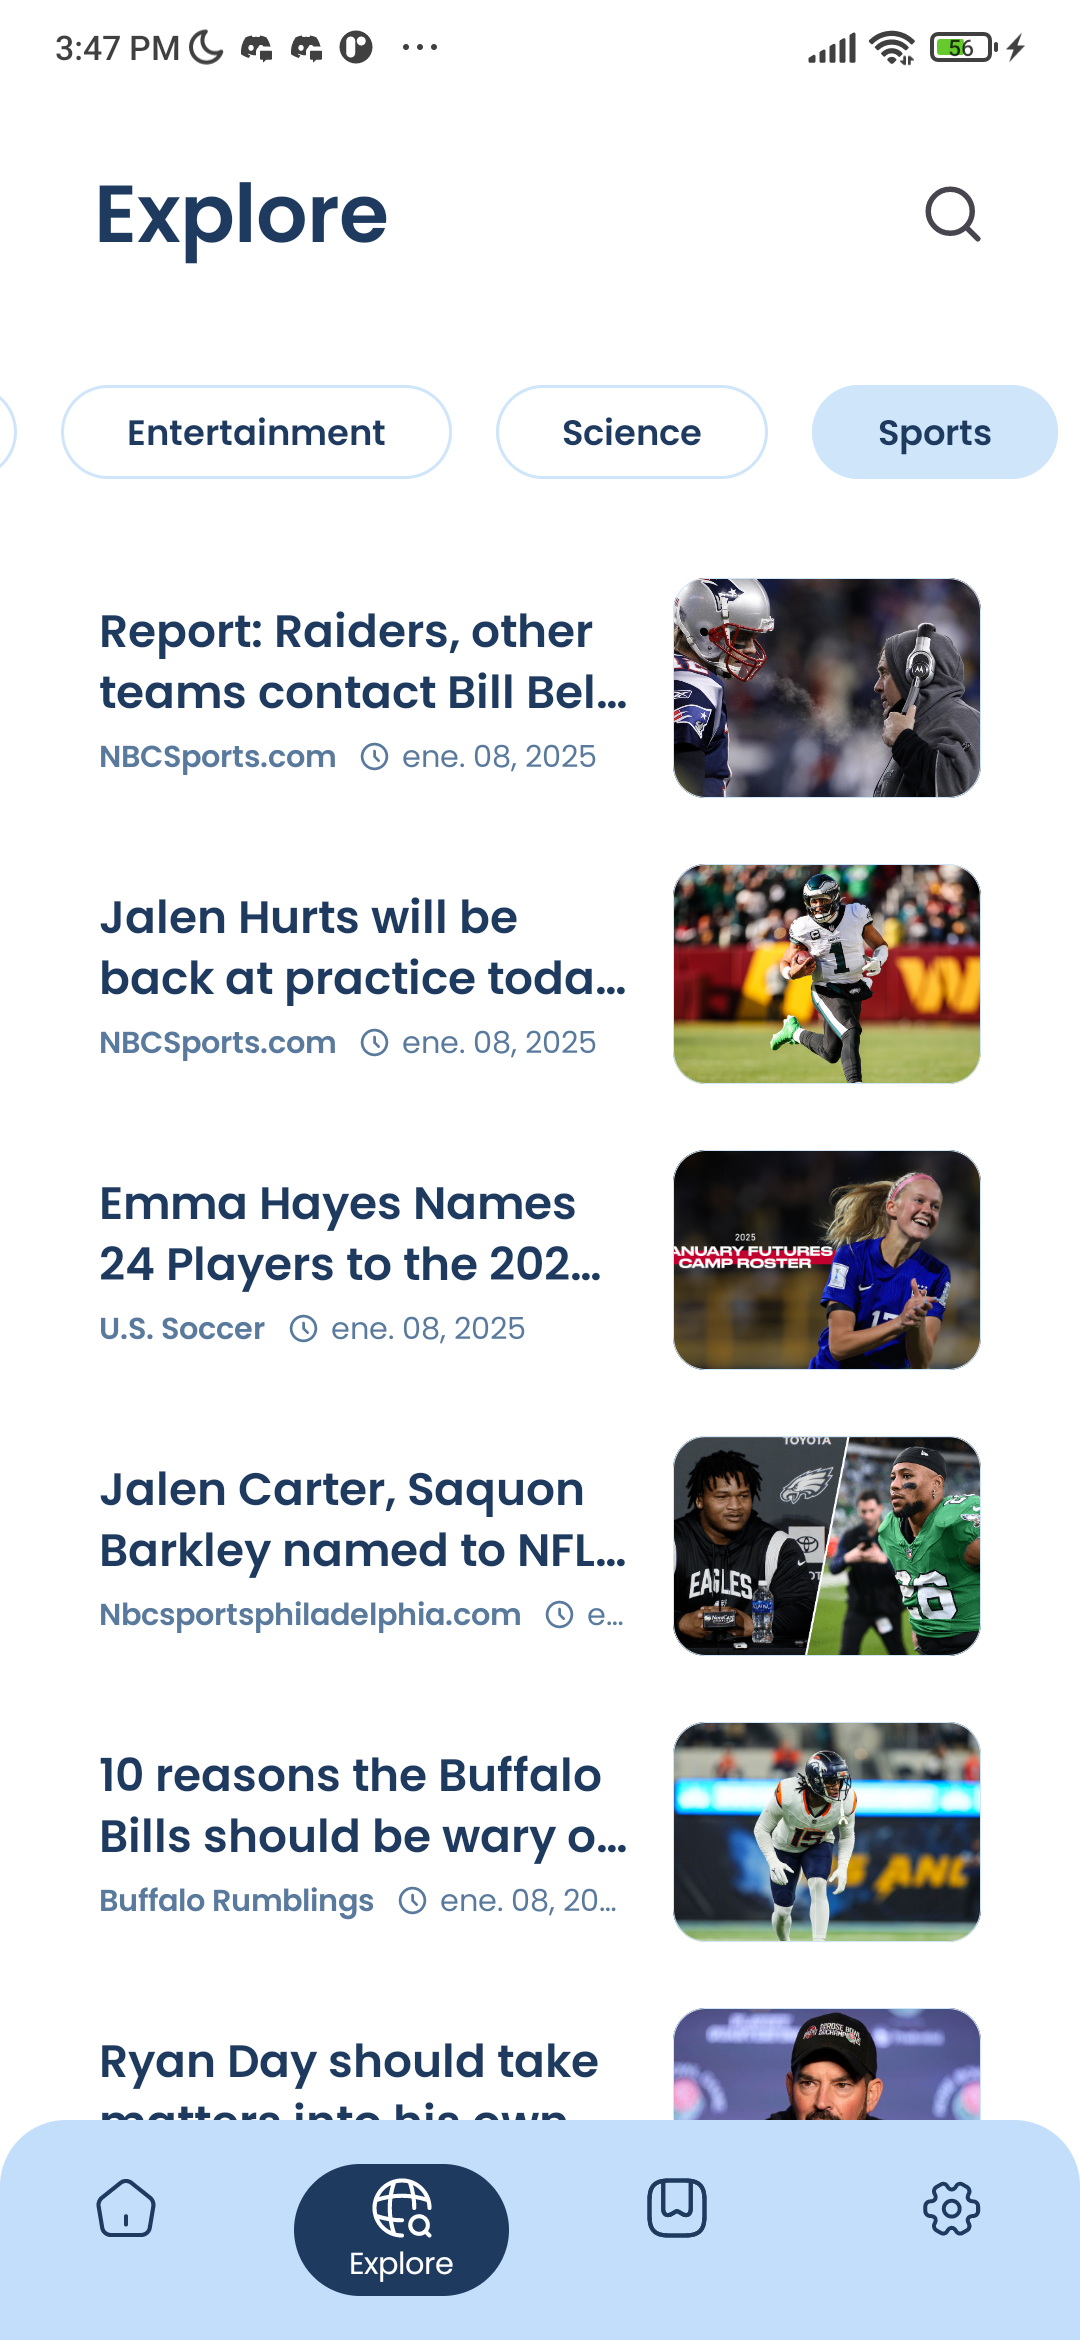 3:47 PM
56
Explore
Entertainment
Science
Sports
Report: Raiders, other
teams contact Bill Bel...
NBCSports.com ene. 08, 2025
Jalen Hurts will be
back at practice toda...
NBCSports.com ene. 08, 2025
1
Emma Hayes Names
24 Players to the 202...
U.S. Soccer ene. 08, 2025
2025
ANUARY FUTURES
CAMP ROSTER
Jalen Carter, Saquon
Barkley named to NFL...
Nbcsportsphiladelphia.com e...
TOYOTA
EAGLES
26
10 reasons the Buffalo
Bills should be wary o...
Buffalo Rumblings ene. 08, 20...
15
Ryan Day should take
matters into his own
Explore